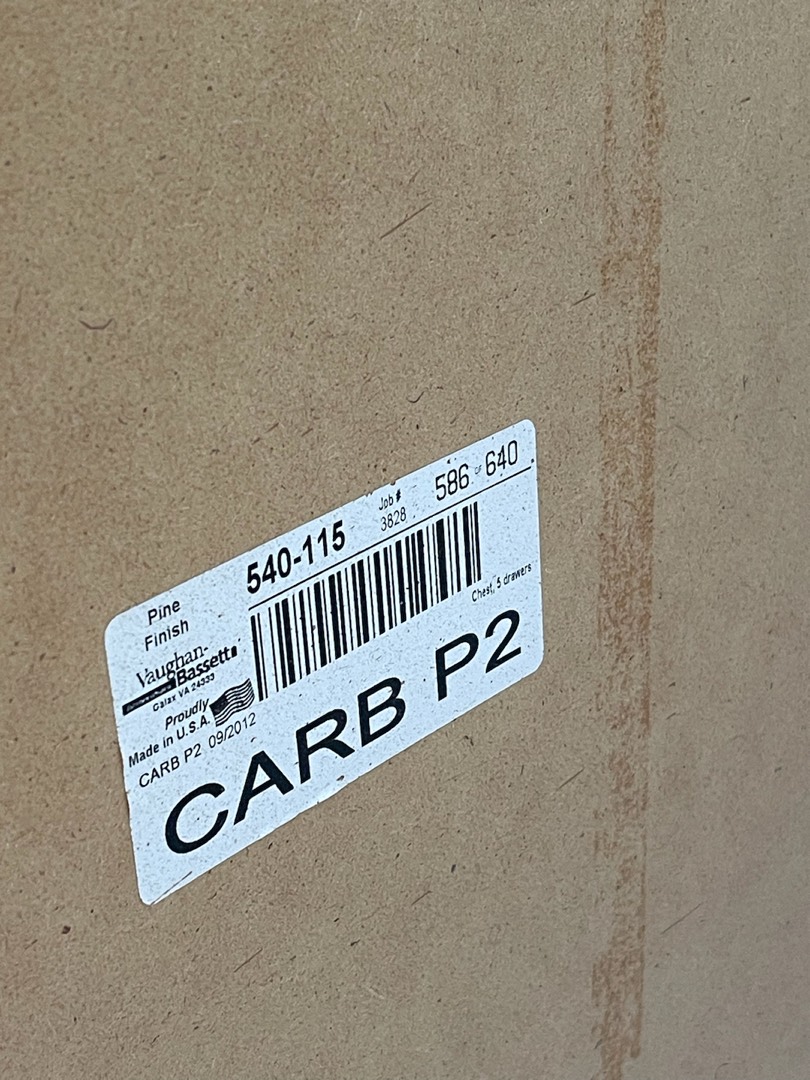 Pine
Finish
540-115
Job #
3828
586 OF 640
Chest, 5 drawers
Vaughan-
Bassett
Galax VA 24333
Proudly
Made in U.S.A.
CARB P2 09/2012
CARB P2